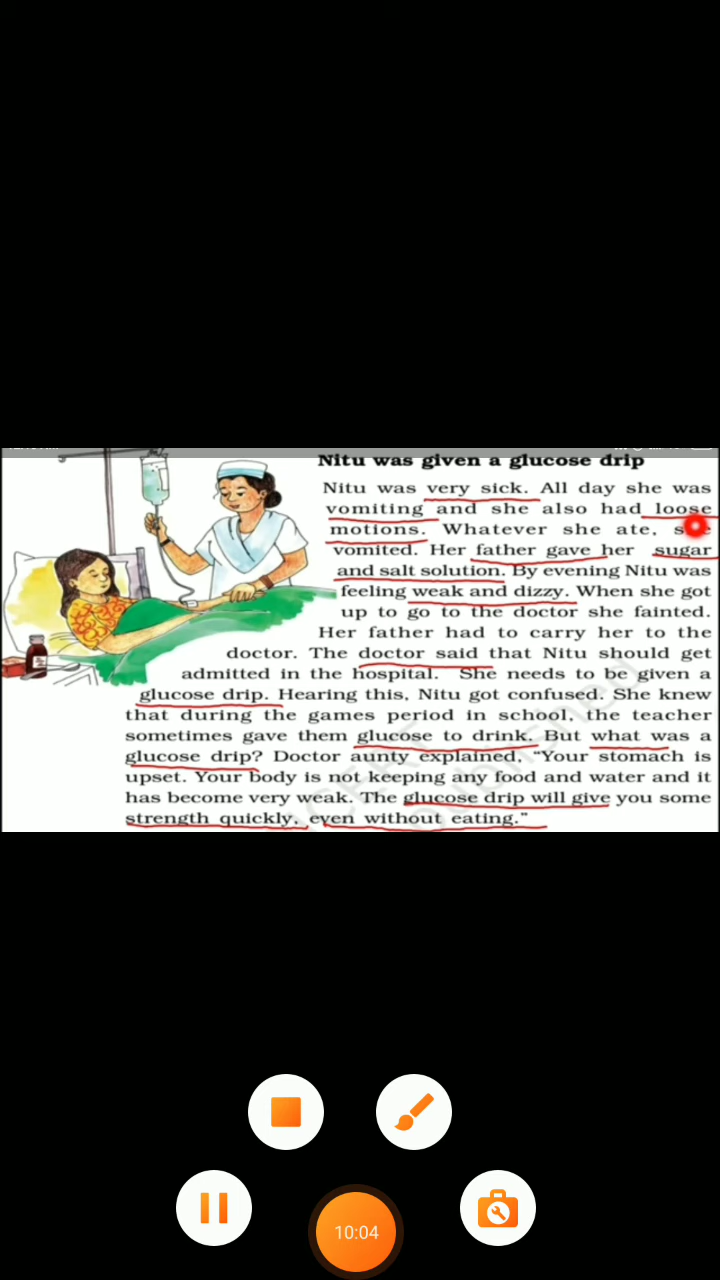 Nitu was given a glucose drip
Nitu was very sick. All day she was
vomiting and she also had loose
motions. Whatever she ate, she
vomited. Her father gave her sugar
and salt solution. By evening Nitu was
feeling weak and dizzy. When she got
up to go to the doctor she fainted.
Her father had to carry her to the
doctor. The doctor said that Nitu should get
admitted in the hospital. She needs to be given a
glucose drip. Hearing this, Nitu got confused. She knew
that during the games period in school, the teacher
sometimes gave them glucose to drink. But what was a
glucose drip? Doctor aunty explained, “Your stomach is
upset. Your body is not keeping any food and water and it
has become very weak. The glucose drip will give you some
strength quickly, even without eating.”
10:04